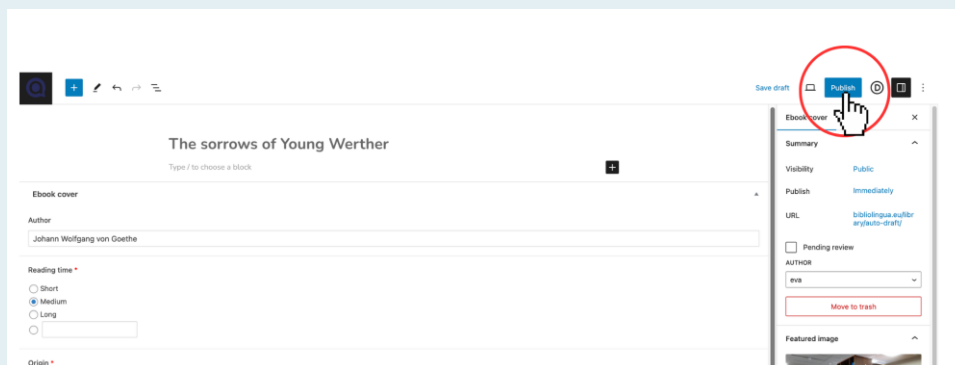 Save draft
Publish
The sorrows of Young Werther
Type / to choose a block
Ebook cover
Author
Johann Wolfgang von Goethe
Reading time *
Short
Medium
Long
Origin *
Ebook cover
Summary
Visibility Public
Publish Immediately
URL bibliolingua.eu/libr
ary/auto-draft/
Pending review
AUTHOR
eva
Move to trash
Featured image